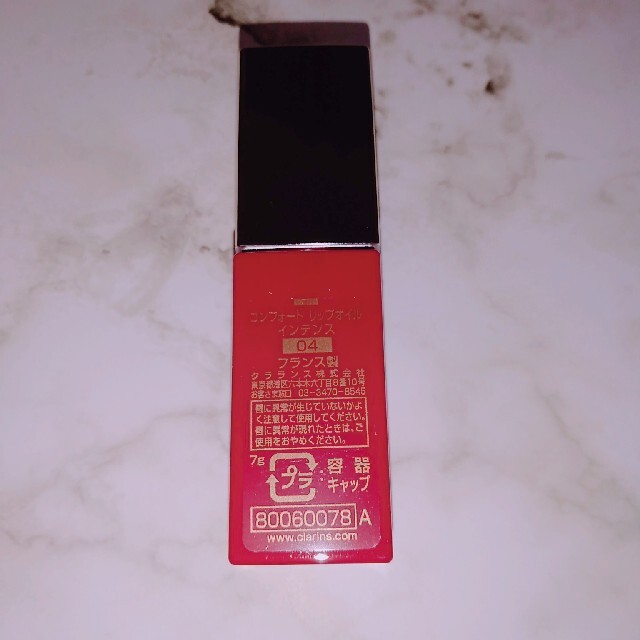 コンフォート リップオイル
インテンス
04
フランス製
クラランス株式会社
東京都港区六本木六丁目8番10号
お客さま窓口 03-3470-8545
唇に異常が生じていないかよ
く注意して使用してください。
唇に異常が現れたときは、ご
使用をおやめください。
7g プラ 容器
キャップ
80060078 A
www.clarins.com